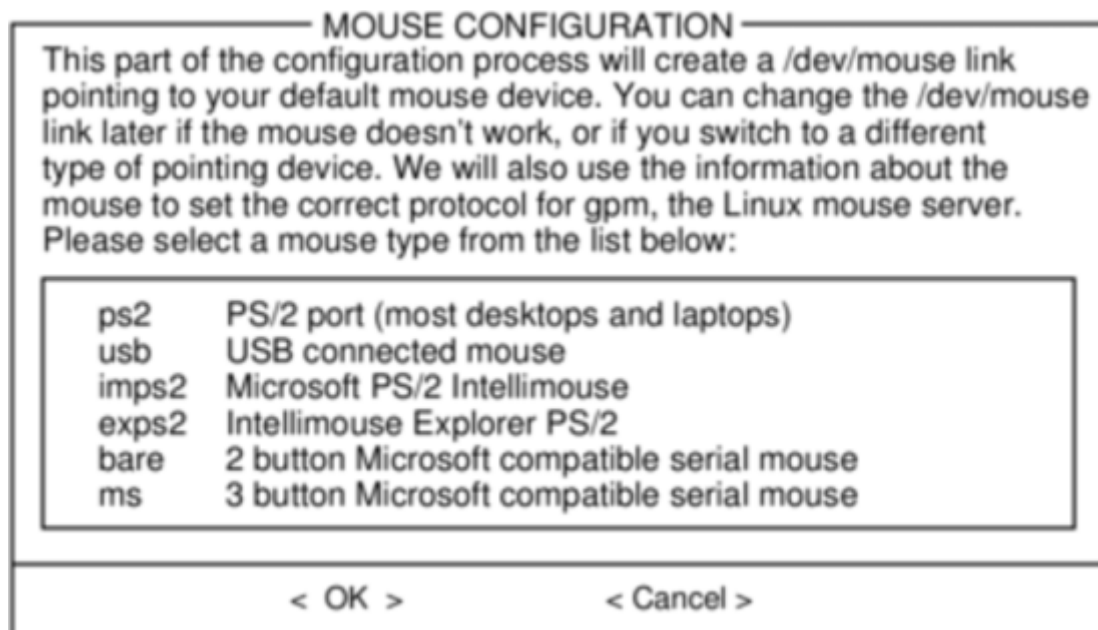 MOUSE CONFIGURATION
This part of the configuration process will create a /dev/mouse link
pointing to your default mouse device. You can change the /dev/mouse
link later if the mouse doesn't work, or if you switch to a different
type of pointing device. We will also use the information about the
mouse to set the correct protocol for gpm, the Linux mouse server.
Please select a mouse type from the list below:
ps2 PS/2 port (most desktops and laptops)
usb USB connected mouse
imps2 Microsoft PS/2 Intellimouse
exps2 Intellimouse Explorer PS/2
bare 2 button Microsoft compatible serial mouse
ms 3 button Microsoft compatible serial mouse
< OK > < Cancel >